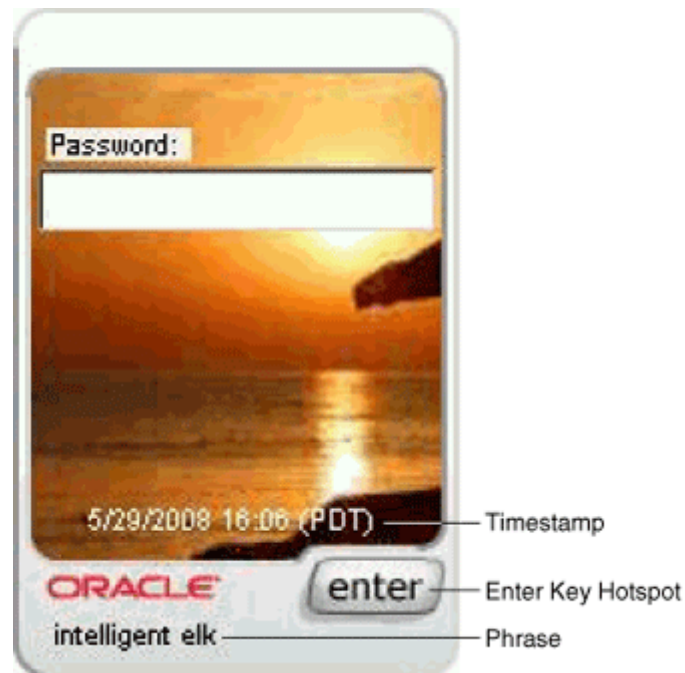 Password:
5/29/2008 16:06 (PDT)
Timestamp
ORACLE
enter
Enter Key Hotspot
intelligent elk
Phrase